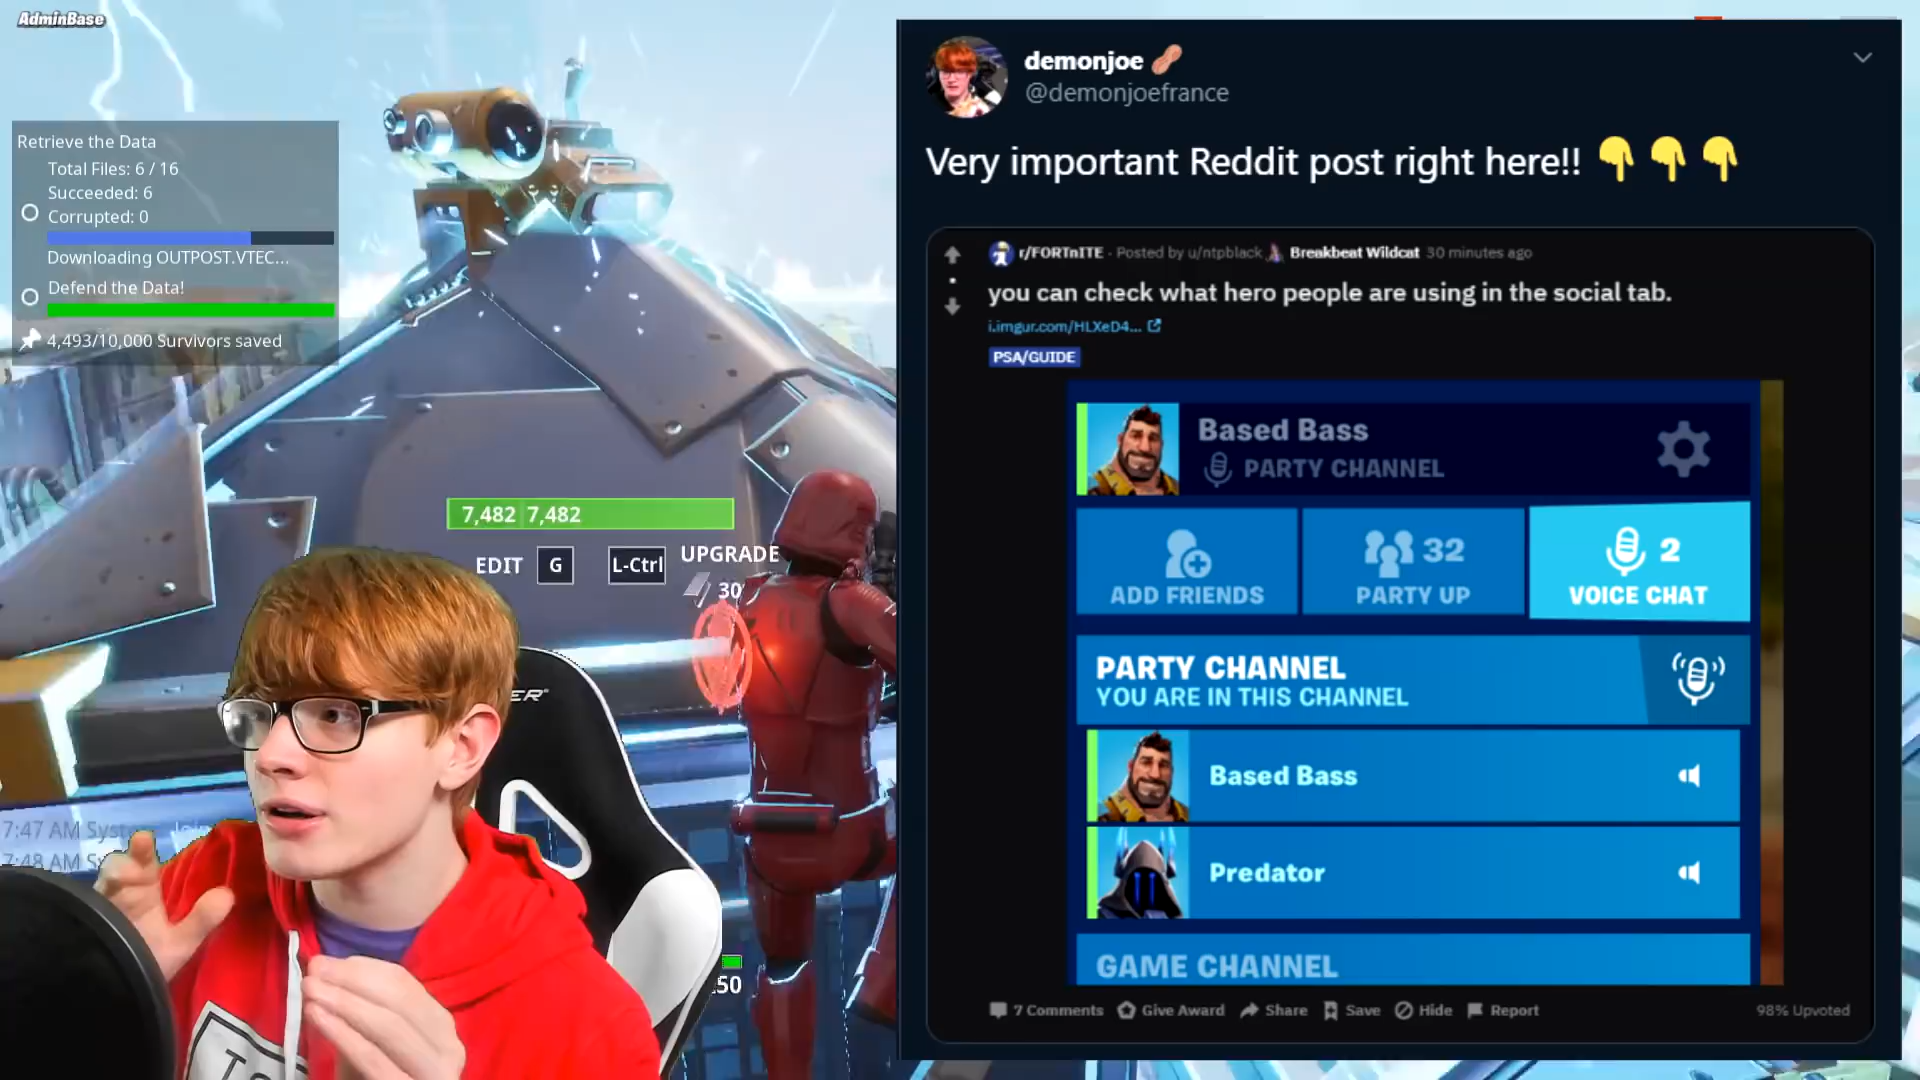 AdminBase
Retrieve the Data
Total Files: 6 / 16
Succeeded: 6
Corrupted: 0
Downloading OUTPOST.VTEC...
Defend the Data!
4,493/10,000 Survivors saved
7,482 7,482
EDIT G L-Ctrl UPGRADE
30
7:47 AM
7:48 AM
50
demonjoe 🥜
@demonjoefrance
Very important Reddit post right here!! 👇👇👇
r/FORTnITE · Posted by u/ntpblack Breakbeat Wildcat 30 minutes ago
you can check what hero people are using in the social tab.
i.imgur.com/HLXeD4...
PSA/GUIDE
Based Bass
PARTY CHANNEL
ADD FRIENDS
32
PARTY UP
2
VOICE CHAT
PARTY CHANNEL
YOU ARE IN THIS CHANNEL
Based Bass
Predator
GAME CHANNEL
7 Comments Give Award Share Save Hide Report 98% Upvoted